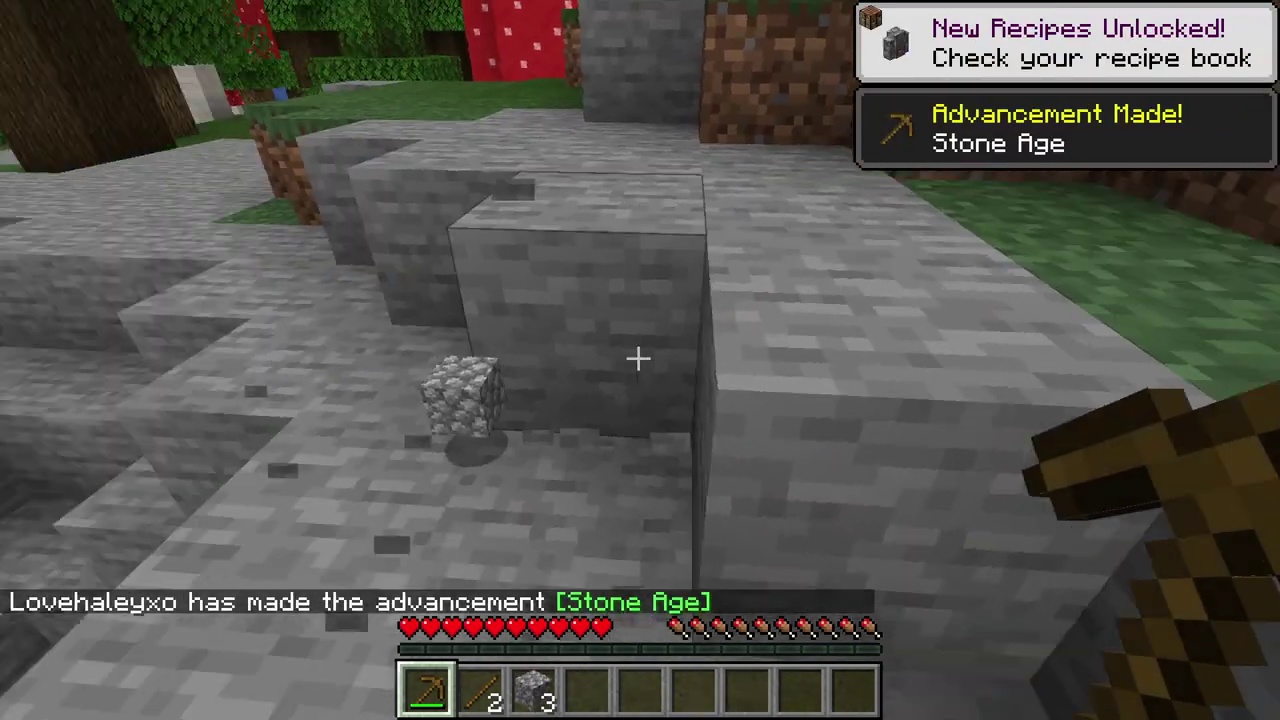 New Recipes Unlocked!
Check your recipe book
Advancement Made!
Stone Age
Lovehaleyxo has made the advancement [Stone Age]
2
3